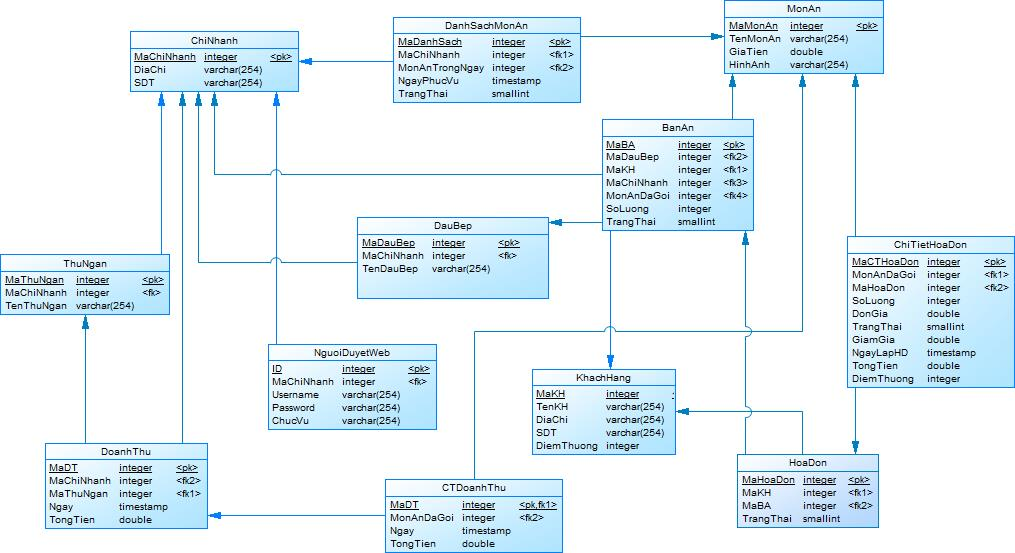 DanhSachMonAn
MaDanhSach integer <pk>
MaChiNhanh integer <fk1>
MonAnTrongNgay integer <fk2>
NgayPhucVu timestamp
TrangThai smallint
MonAn
MaMonAn integer <pk>
TenMonAn varchar(254)
GiaTien double
HinhAnh varchar(254)
ChiNhanh
MaChiNhanh integer <pk>
DiaChi varchar(254)
SDT varchar(254)
BanAn
MaBA integer <pk>
MaDauBep integer <fk2>
MaKH integer <fk1>
MaChiNhanh integer <fk3>
MonAnDaGoi integer <fk4>
SoLuong integer
TrangThai smallint
DauBep
MaDauBep integer <pk>
MaChiNhanh integer <fk>
TenDauBep varchar(254)
ChiTietHoaDon
MaCTHoaDon integer <pk>
MonAnDaGoi integer <fk1>
MaHoaDon integer <fk2>
SoLuong integer
DonGia double
TrangThai smallint
GiamGia double
NgayLapHD timestamp
TongTien double
DiemThuong integer
ThuNgan
MaThuNgan integer <pk>
MaChiNhanh integer <fk>
TenThuNgan varchar(254)
NguoiDuyetWeb
ID integer <pk>
MaChiNhanh integer <fk>
Username varchar(254)
Password varchar(254)
ChucVu varchar(254)
KhachHang
MaKH integer
TenKH varchar(254)
DiaChi varchar(254)
SDT varchar(254)
DiemThuong integer
DoanhThu
MaDT integer <pk>
MaChiNhanh integer <fk2>
MaThuNgan integer <fk1>
Ngay timestamp
TongTien double
CTDoanhThu
MaDT integer <pk,fk1>
MonAnDaGoi integer <fk2>
Ngay timestamp
TongTien double
HoaDon
MaHoaDon integer <pk>
MaKH integer <fk1>
MaBA integer <fk2>
TrangThai smallint